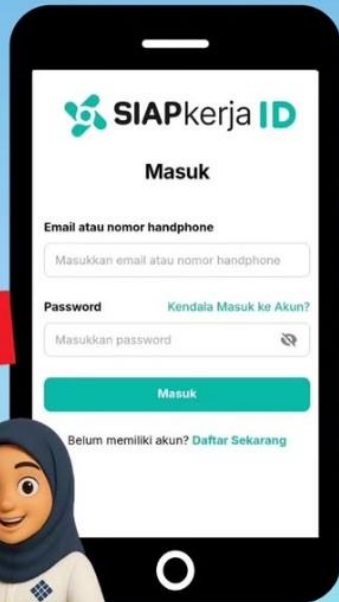 SIAPkerja ID
Masuk
Email atau nomor handphone
Masukkan email atau nomor handphone
Password Kendala Masuk ke Akun?
Masukkan password
Masuk
Belum memiliki akun? Daftar Sekarang